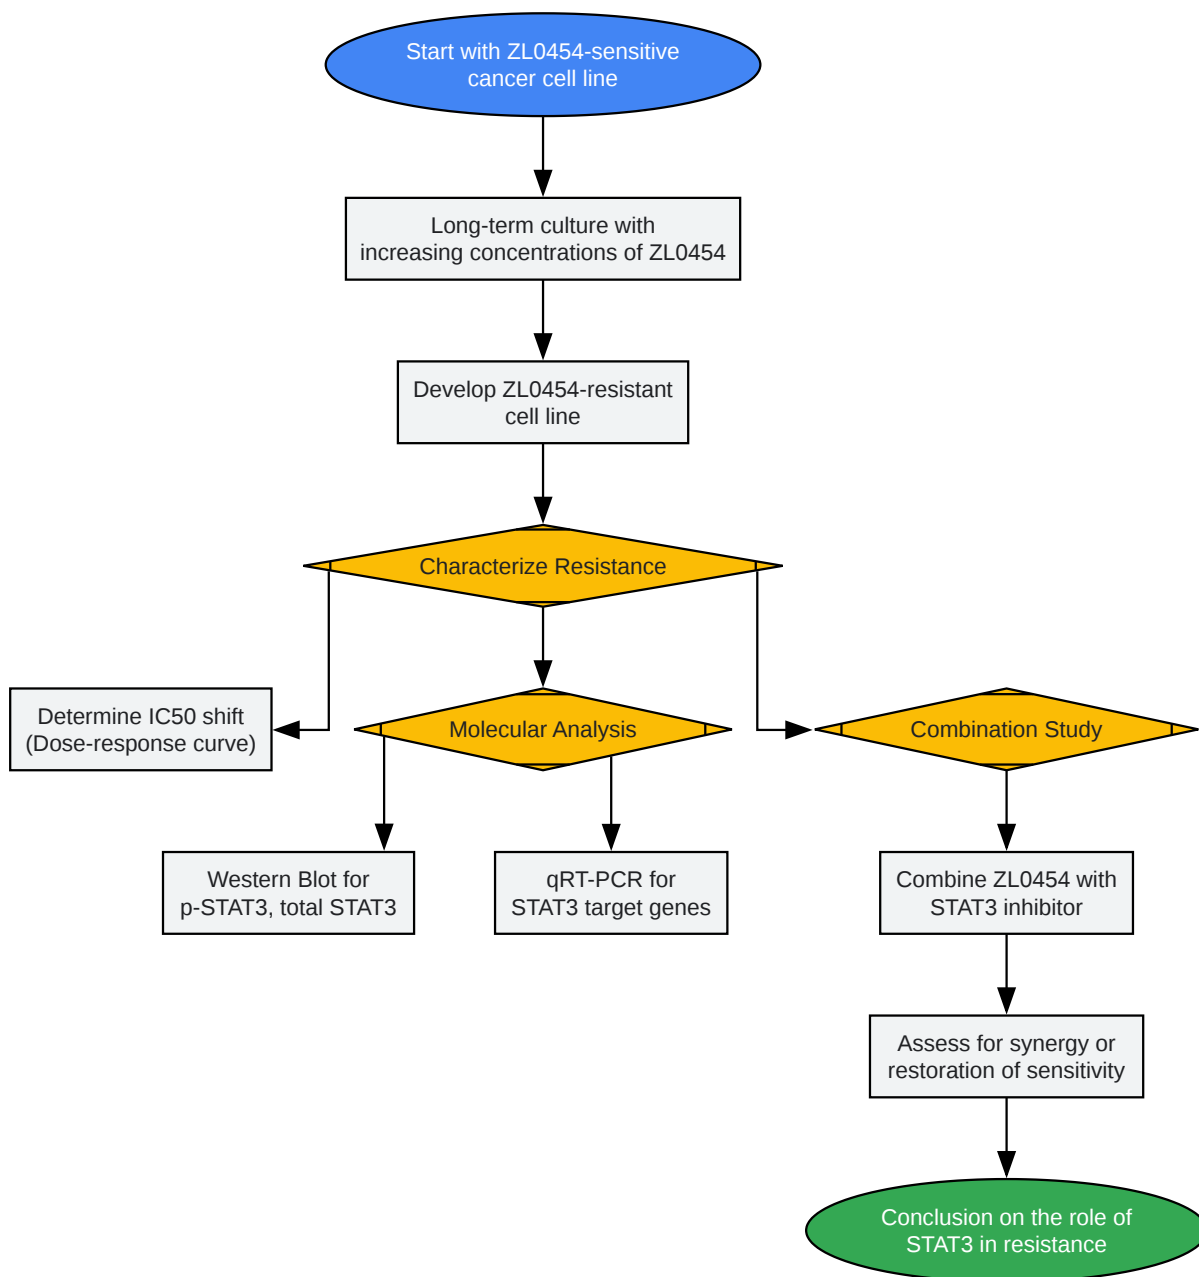 Start with ZL0454-sensitive
cancer cell line
Long-term culture with
increasing concentrations of ZL0454
Develop ZL0454-resistant
cell line
Characterize Resistance
Determine IC50 shift
(Dose-response curve)
Molecular Analysis
Combination Study
Western Blot for
p-STAT3, total STAT3
qRT-PCR for
STAT3 target genes
Combine ZL0454 with
STAT3 inhibitor
Assess for synergy or
restoration of sensitivity
Conclusion on the role of
STAT3 in resistance